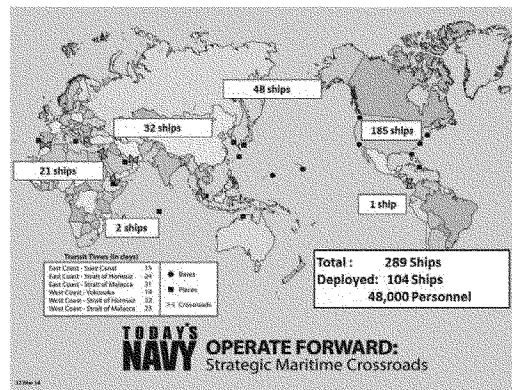 48 ships
32 ships
185 ships
21 ships
1 ship
2 ships
Transit Times (in days)
East Coast - Suez Canal 15
East Coast - Strait of Hormuz 24
East Coast - Strait of Malacca 31
West Coast - Yokosuka 18
West Coast - Strait of Hormuz 32
West Coast - Strait of Malacca 23
Bases
Places
Crossroads
Total : 289 Ships
Deployed: 104 Ships
48,000 Personnel
TODAY'S
NAVY
OPERATE FORWARD:
Strategic Maritime Crossroads